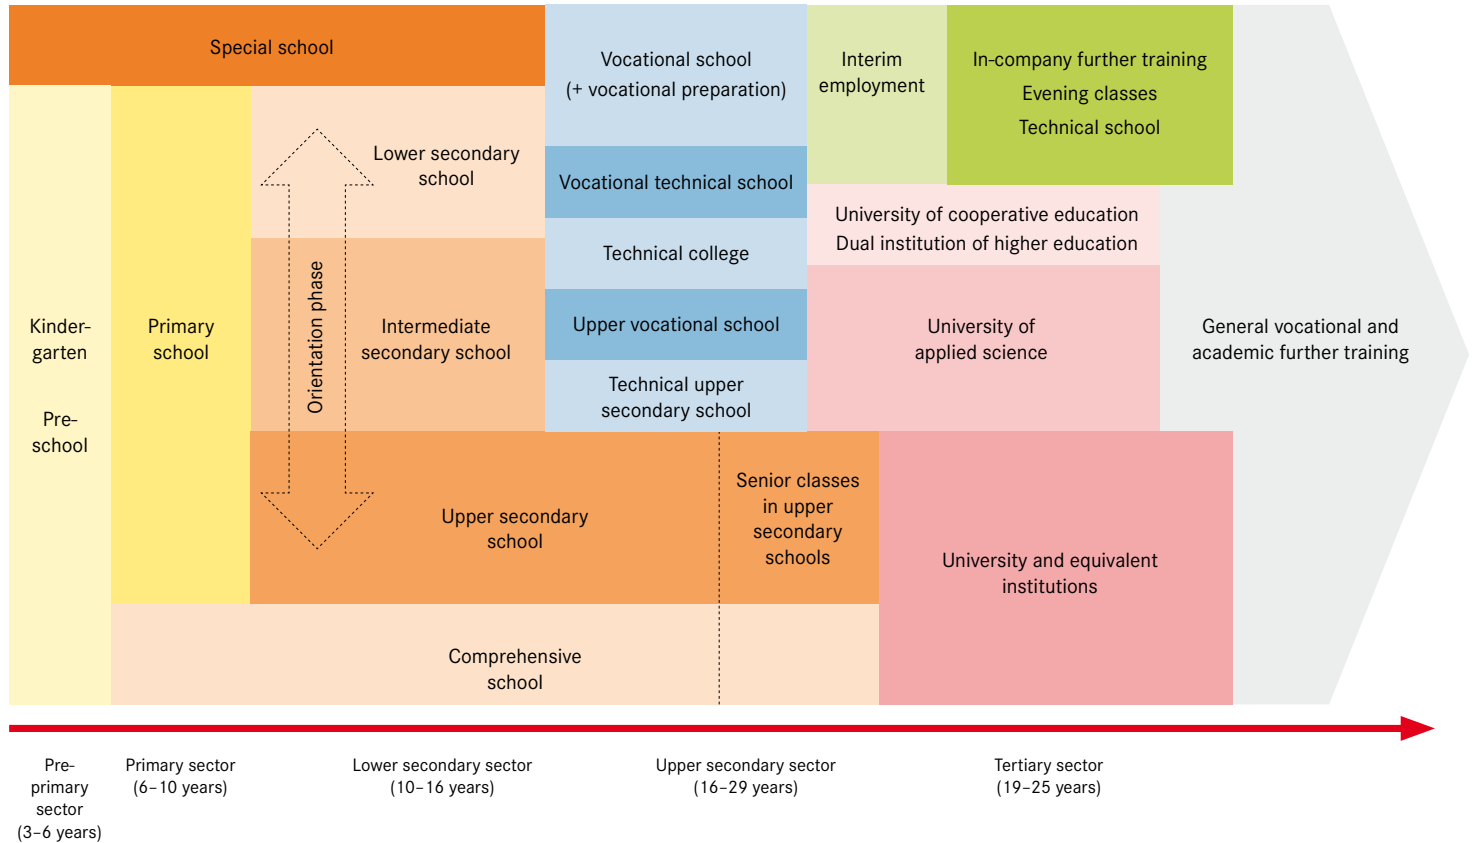 Special school
Vocational school
(+ vocational preparation)
Interim
employment
In-company further training
Evening classes
Technical school
Lower secondary
school
Vocational technical school
University of cooperative education
Dual institution of higher education
Technical college
Kinder-
garten
Pre-
school
Primary
school
Orientation phase
Intermediate
secondary school
Upper vocational school
University of
applied science
General vocational and
academic further training
Technical upper
secondary school
Upper secondary
school
Senior classes
in upper
secondary
schools
University and equivalent
institutions
Comprehensive
school
Pre-
primary
sector
(3–6 years)
Primary sector
(6–10 years)
Lower secondary sector
(10–16 years)
Upper secondary sector
(16–29 years)
Tertiary sector
(19–25 years)